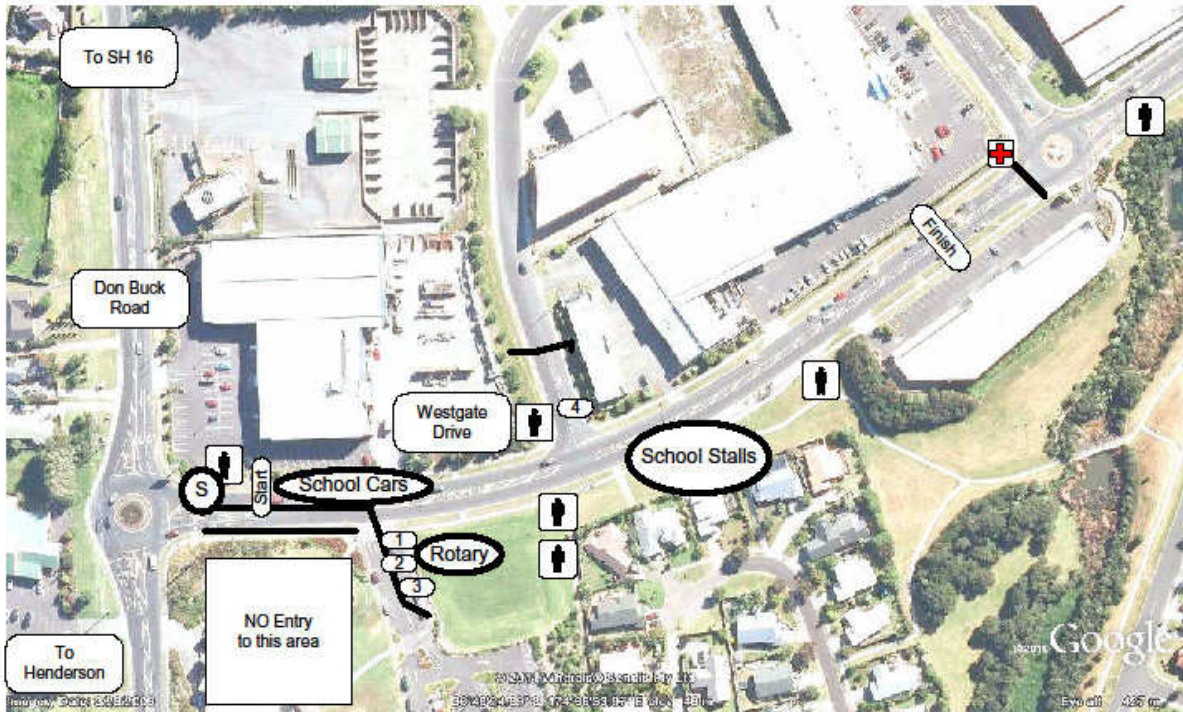 To SH 16
Don Buck
Road
Westgate
Drive
4
Finish
School Stalls
S
Start
School Cars
1
2
3
Rotary
NO Entry
to this area
To
Henderson
Google